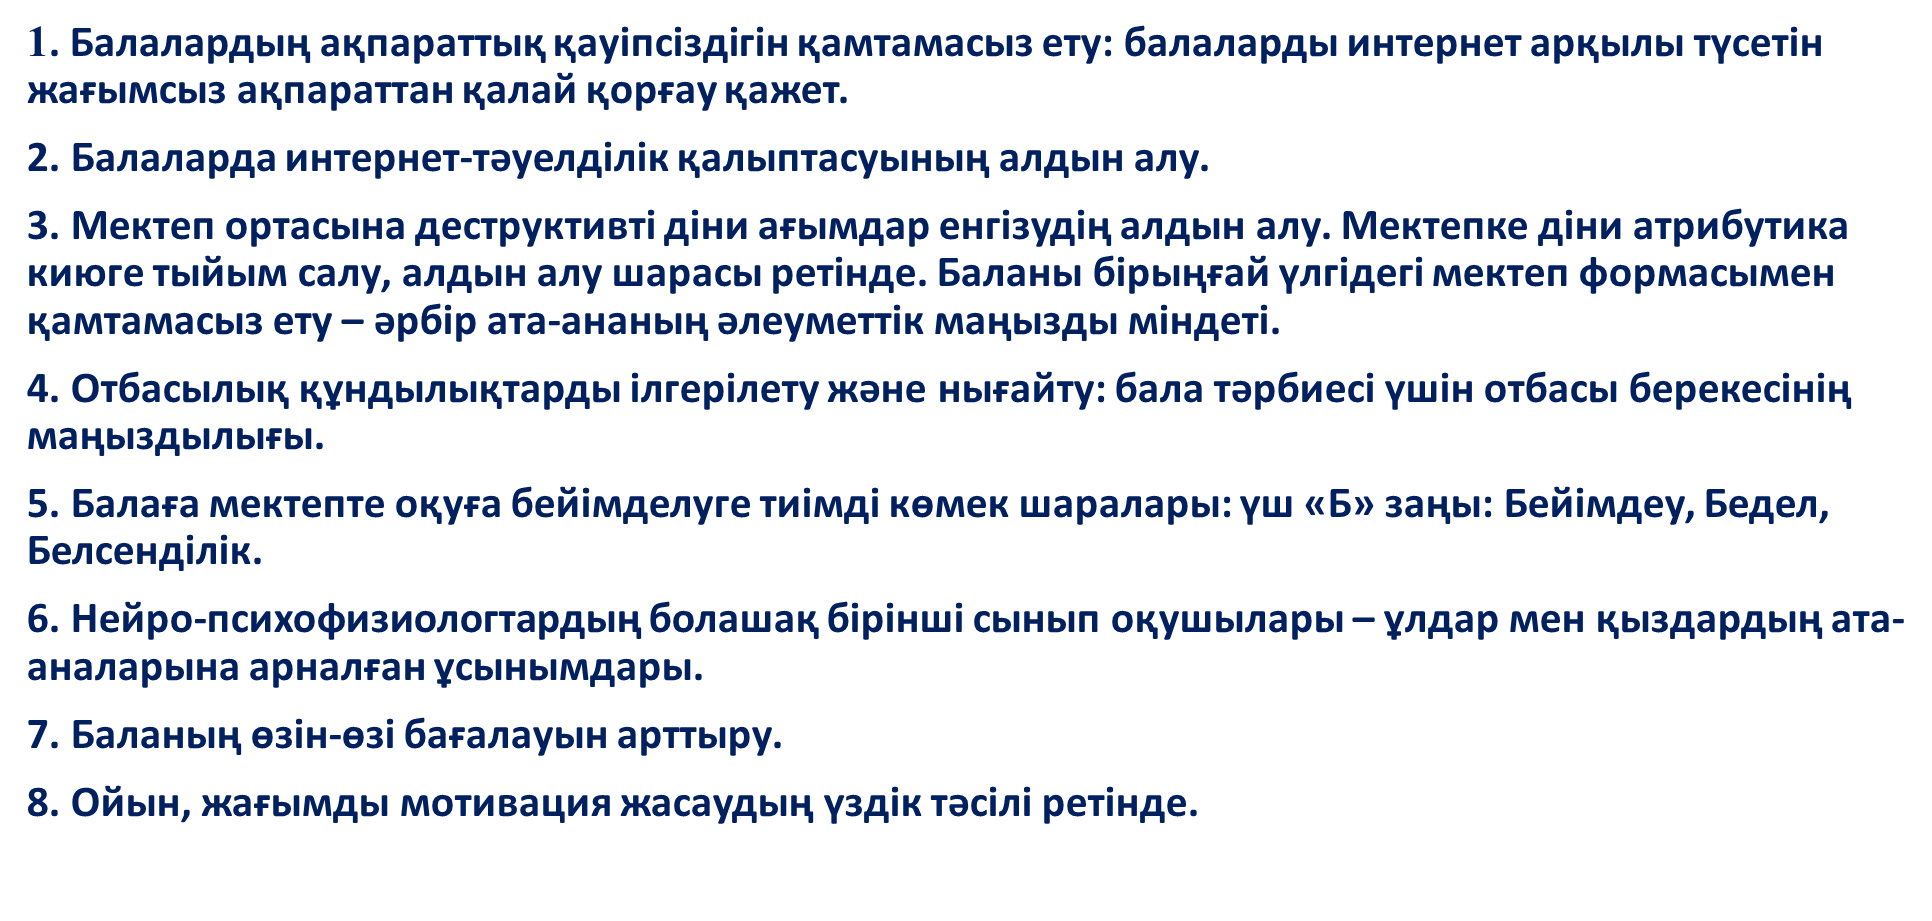 1. Балалардың ақпараттық қауіпсіздігін қамтамасыз ету: балаларды интернет арқылы түсетін
жағымсыз ақпараттан қалай қорғау қажет.
2. Балаларда интернет-тәуелділік қалыптасуының алдын алу.
3. Мектеп ортасына деструктивті діни ағымдар енгізудің алдын алу. Мектепке діни атрибутика
киюге тыйым салу, алдын алу шарасы ретінде. Баланы бірыңғай үлгідегі мектеп формасымен
қамтамасыз ету – әрбір ата-ананың әлеуметтік маңызды міндеті.
4. Отбасылық құндылықтарды ілгерілету және нығайту: бала тәрбиесі үшін отбасы берекесінің
маңыздылығы.
5. Балаға мектепте оқуға бейімделуге тиімді көмек шаралары: үш «Б» заңы: Бейімдеу, Бедел,
Белсенділік.
6. Нейро-психофизиологтардың болашақ бірінші сынып оқушылары – ұлдар мен қыздардың ата-
аналарына арналған ұсынымдары.
7. Баланың өзін-өзі бағалауын арттыру.
8. Ойын, жағымды мотивация жасаудың үздік тәсілі ретінде.